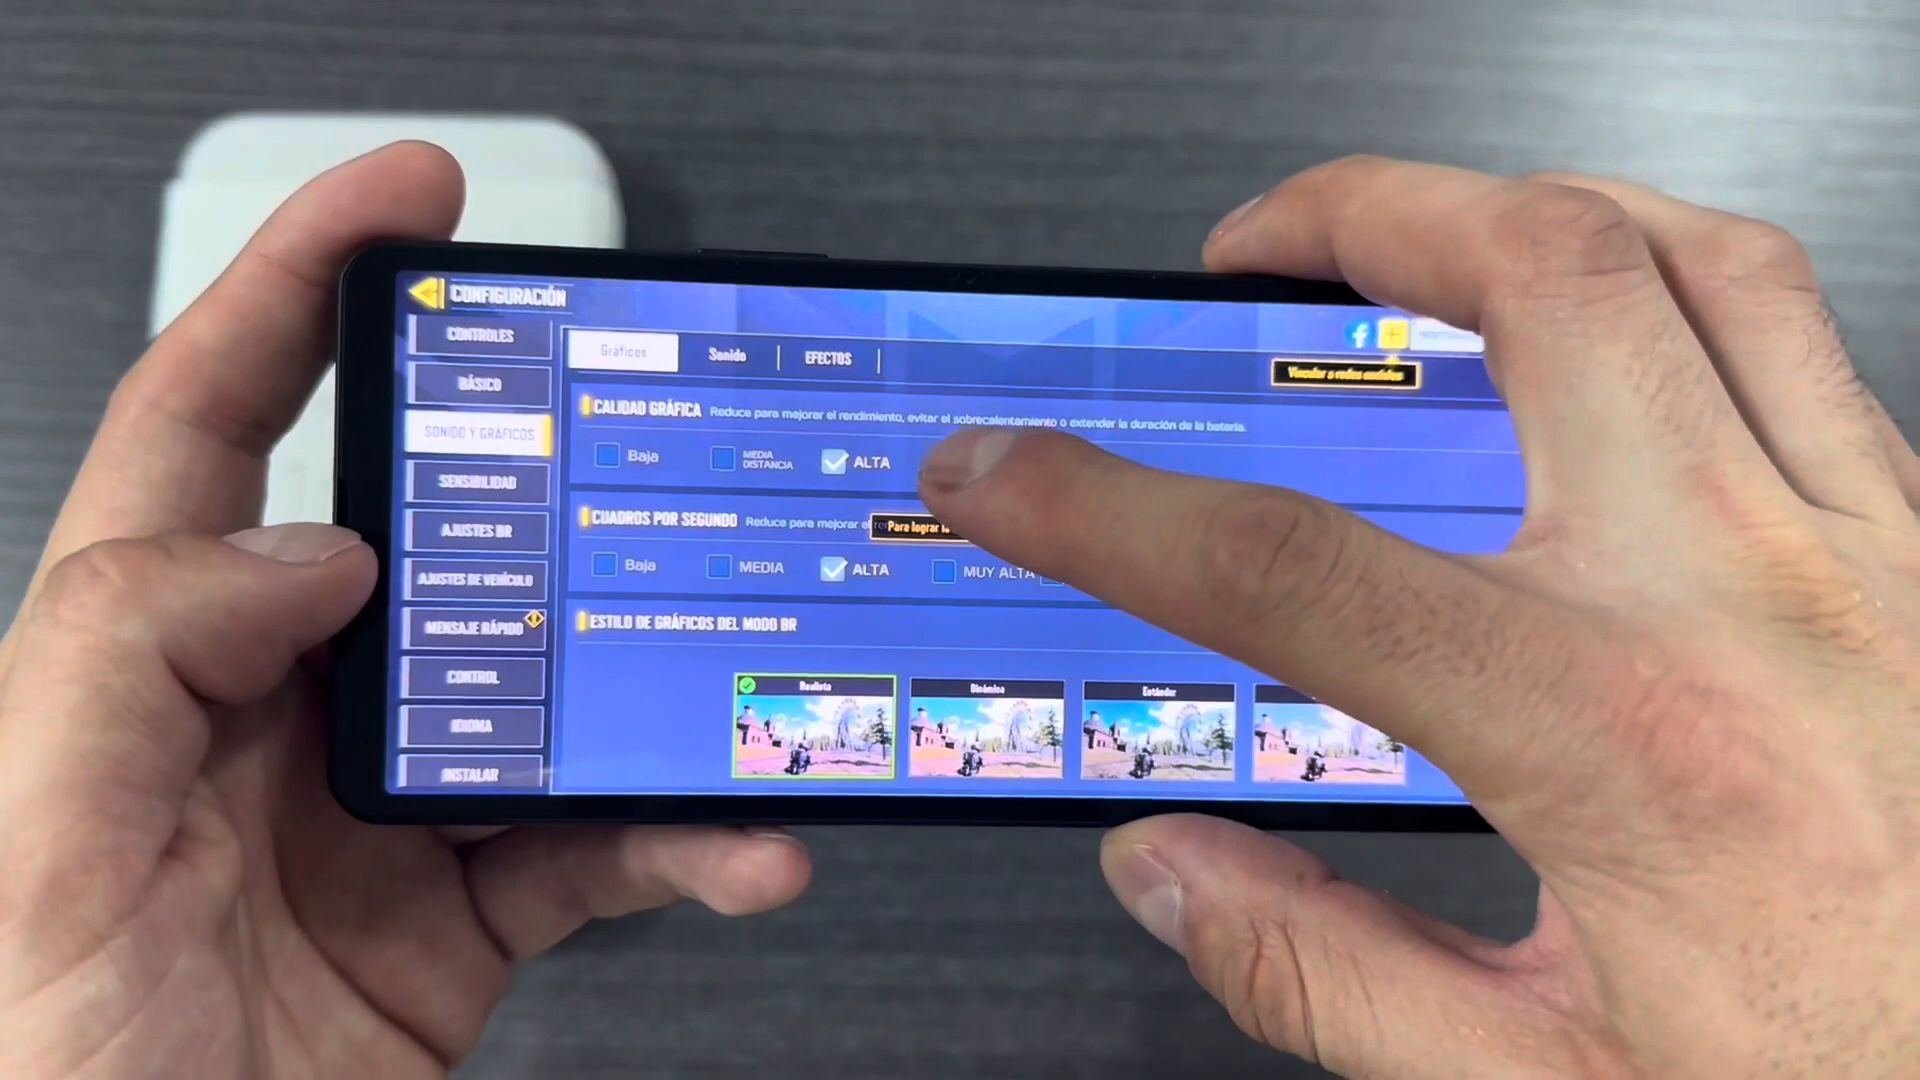 CONFIGURACIÓN
CONTROLES
BÁSICO
SONIDO Y GRÁFICOS
SENSIBILIDAD
AJUSTES BR
AJUSTES DE VEHÍCULO
MENSAJE RÁPIDO
CONTROL
IDIOMA
INSTALAR
Gráficos
Sonido
EFECTOS
Vincular a redes sociales
CALIDAD GRÁFICA Reduce para mejorar el rendimiento, evitar el sobrecalentamiento o extender la duración de la batería.
Baja
MEDIA
DISTANCIA
ALTA
CUADROS POR SEGUNDO Reduce para mejorar el
Para lograr
Baja
MEDIA
ALTA
MUY ALTA
ESTILO DE GRÁFICOS DEL MODO BR
Realista
Dinámico
Estándar